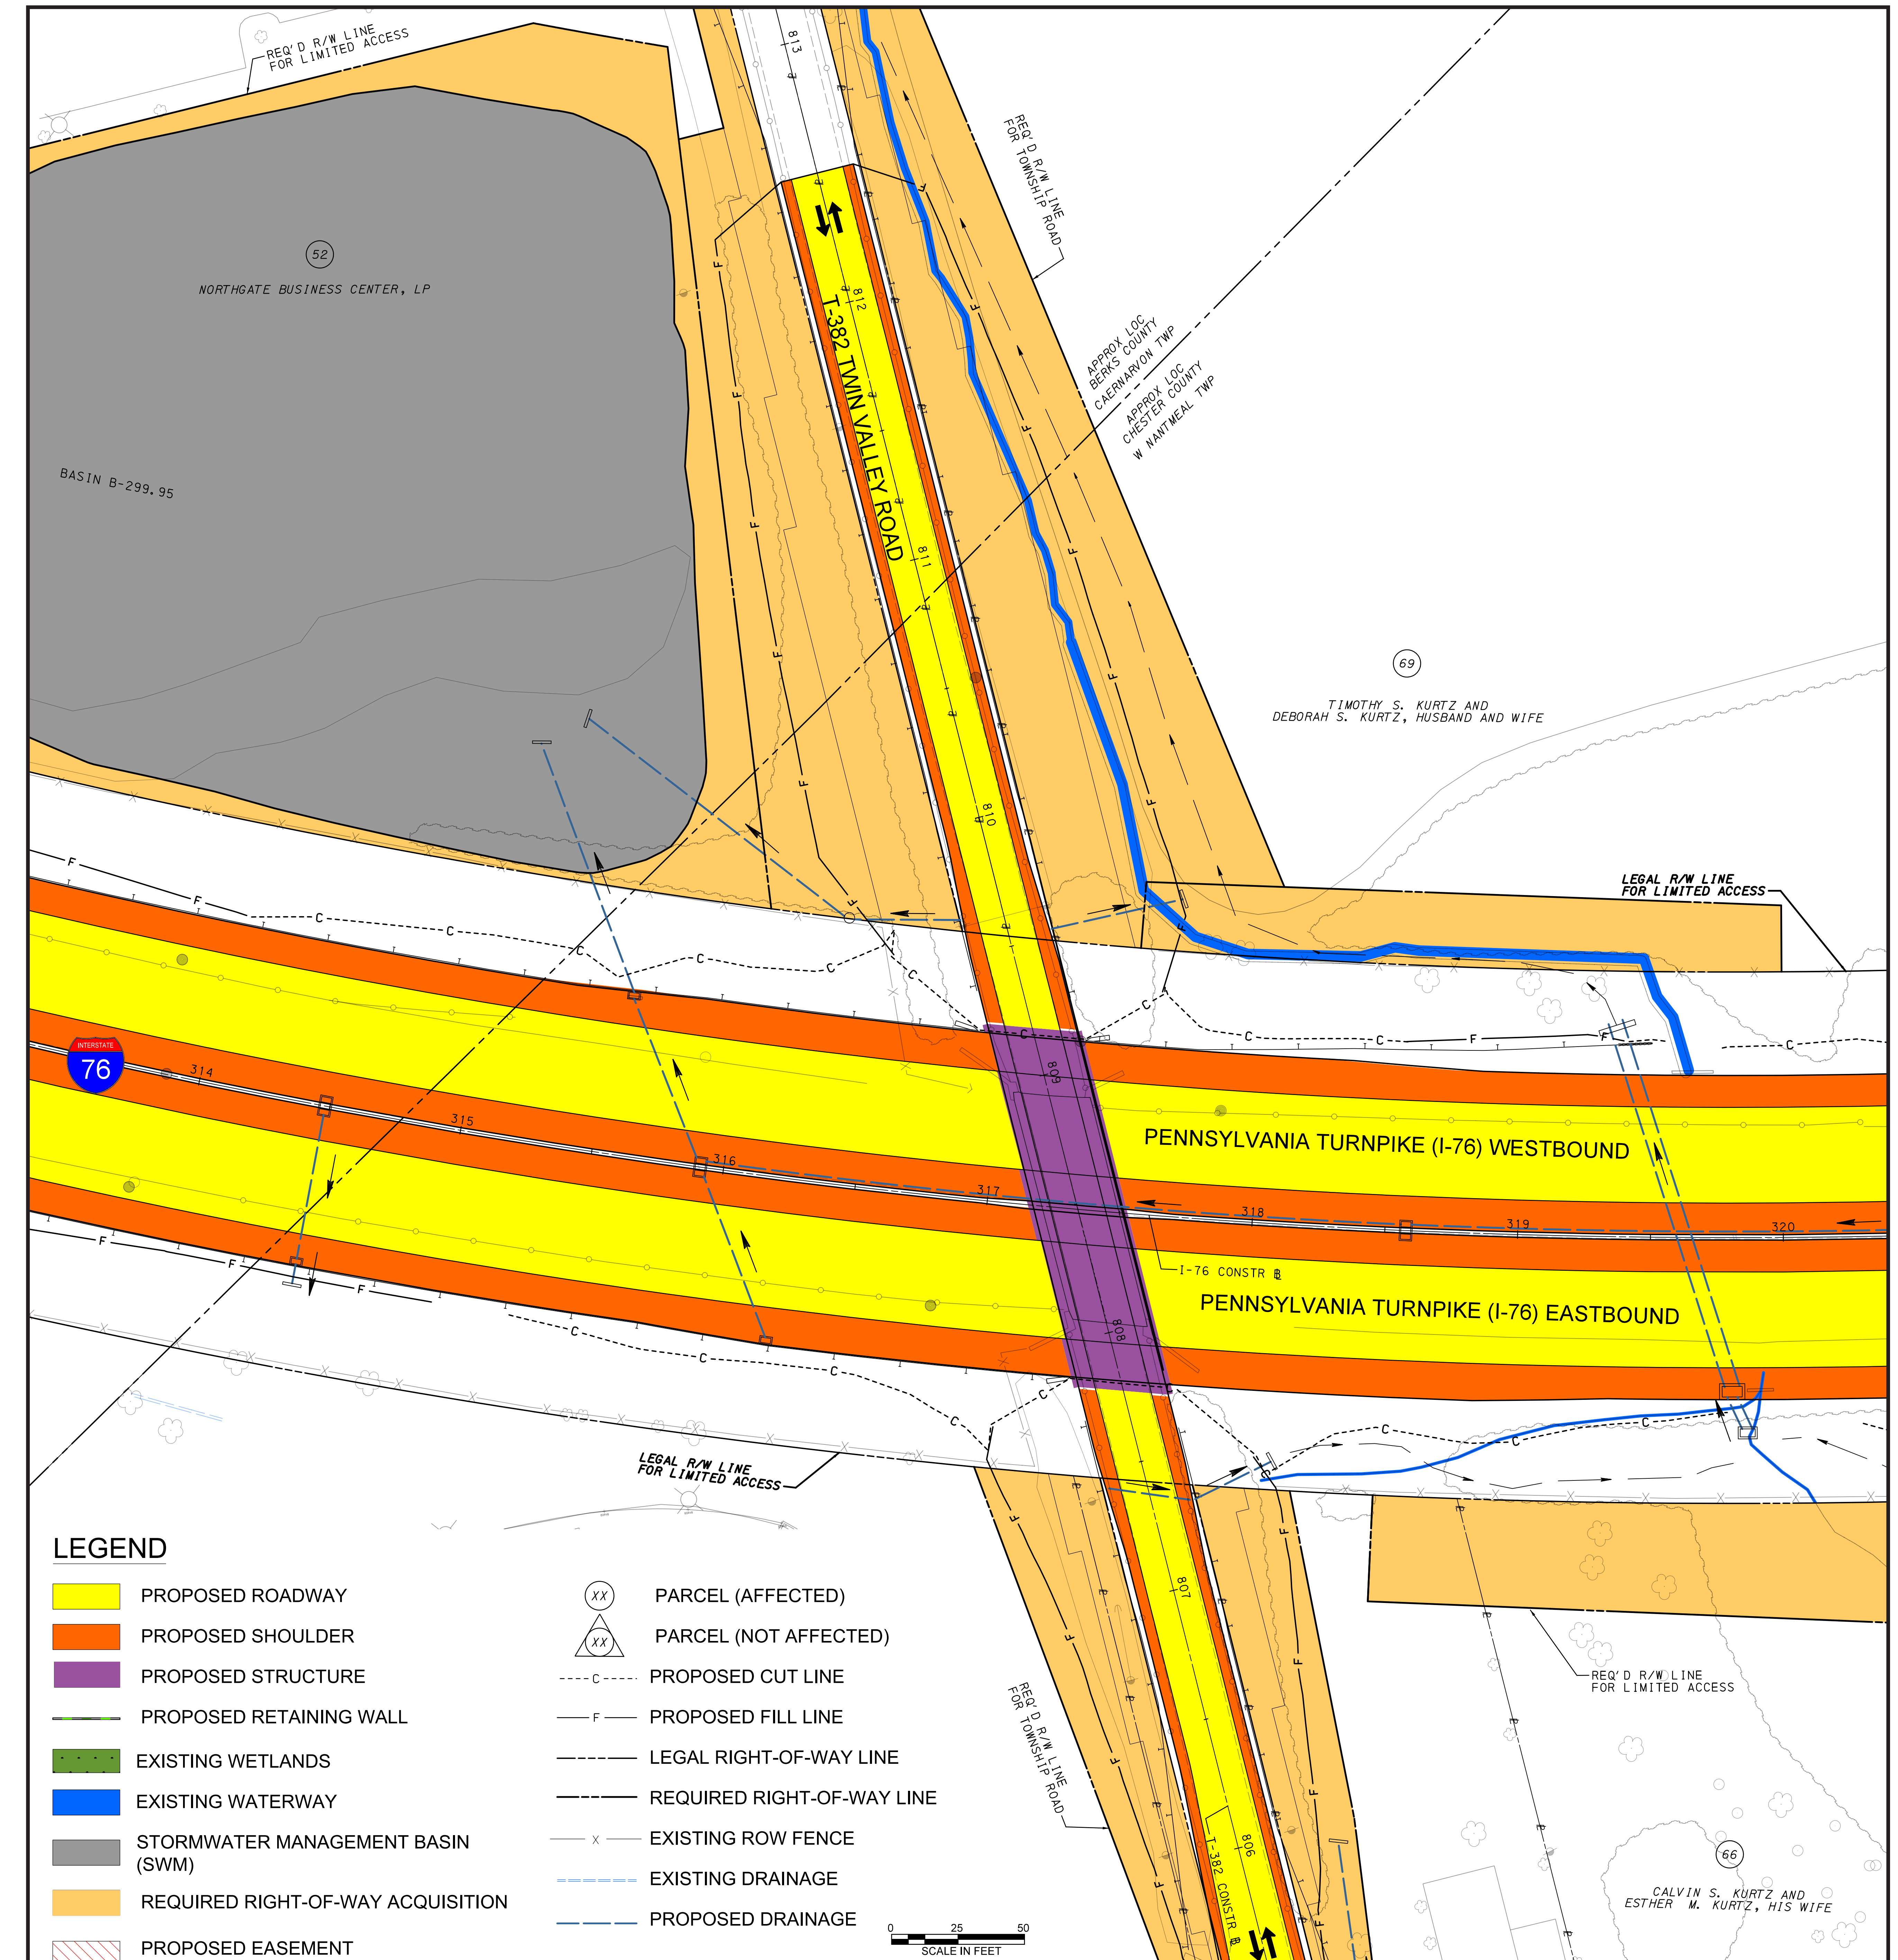 REQ'D R/W LINE
FOR LIMITED ACCESS
813
REQ'D R/W LINE
FOR TOWNSHIP ROAD
52
NORTHGATE BUSINESS CENTER, LP
812
T-382 TWIN VALLEY ROAD
APPROX LOC
BERKS COUNTY
CAERNARVON TWP
APPROX LOC
CHESTER COUNTY
W NANTMEAL TWP
BASIN B-299.95
811
69
TIMOTHY S. KURTZ AND
DEBORAH S. KURTZ, HUSBAND AND WIFE
810
LEGAL R/W LINE
FOR LIMITED ACCESS
INTERSTATE
76
314
315
316
317
318
319
320
809
PENNSYLVANIA TURNPIKE (I-76) WESTBOUND
I-76 CONSTR B
PENNSYLVANIA TURNPIKE (I-76) EASTBOUND
808
LEGAL R/W LINE
FOR LIMITED ACCESS
807
REQ'D R/W LINE
FOR LIMITED ACCESS
REQ'D R/W LINE
FOR TOWNSHIP ROAD
806
T-382 CONSTR B
66
CALVIN S. KURTZ AND
ESTHER M. KURTZ, HIS WIFE
LEGEND
PROPOSED ROADWAY
PROPOSED SHOULDER
PROPOSED STRUCTURE
PROPOSED RETAINING WALL
EXISTING WETLANDS
EXISTING WATERWAY
STORMWATER MANAGEMENT BASIN
(SWM)
REQUIRED RIGHT-OF-WAY ACQUISITION
PROPOSED EASEMENT
XX PARCEL (AFFECTED)
XX PARCEL (NOT AFFECTED)
C PROPOSED CUT LINE
F PROPOSED FILL LINE
LEGAL RIGHT-OF-WAY LINE
REQUIRED RIGHT-OF-WAY LINE
X EXISTING ROW FENCE
EXISTING DRAINAGE
PROPOSED DRAINAGE
0 25 50
SCALE IN FEET